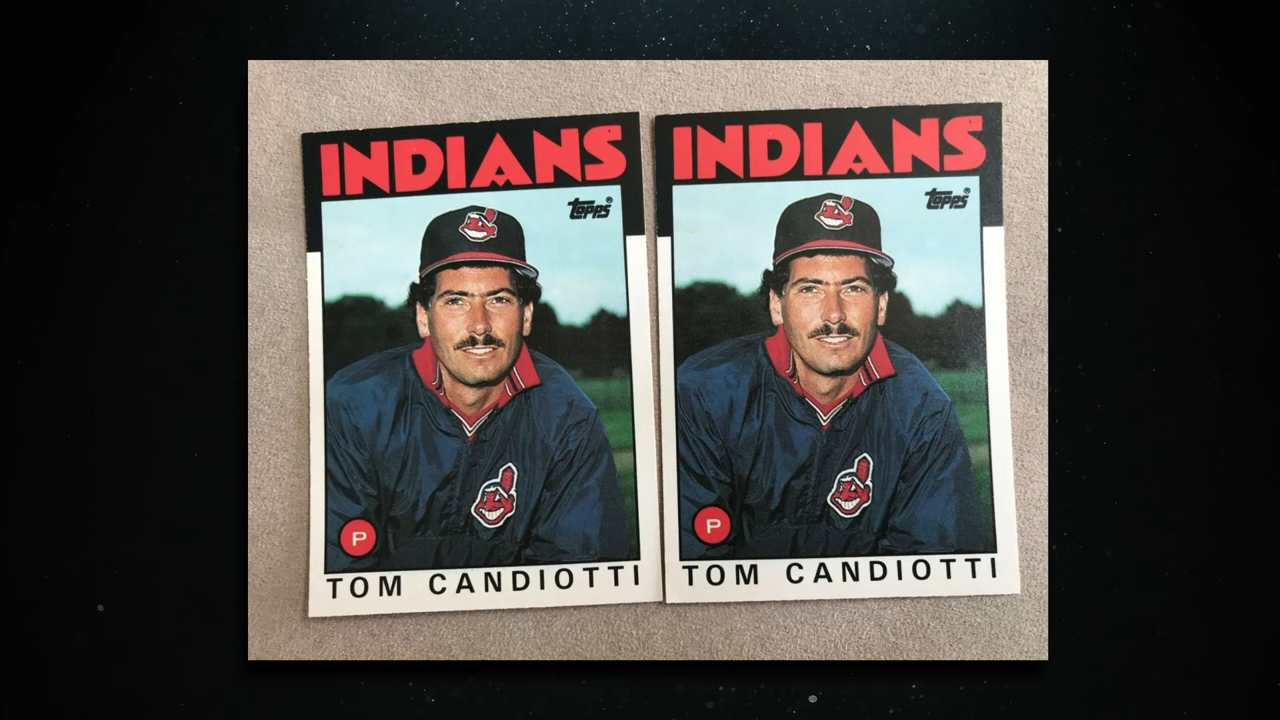 INDIANS
topps®
P
TOM CANDIOTTI
INDIANS
topps®
P
TOM CANDIOTTI